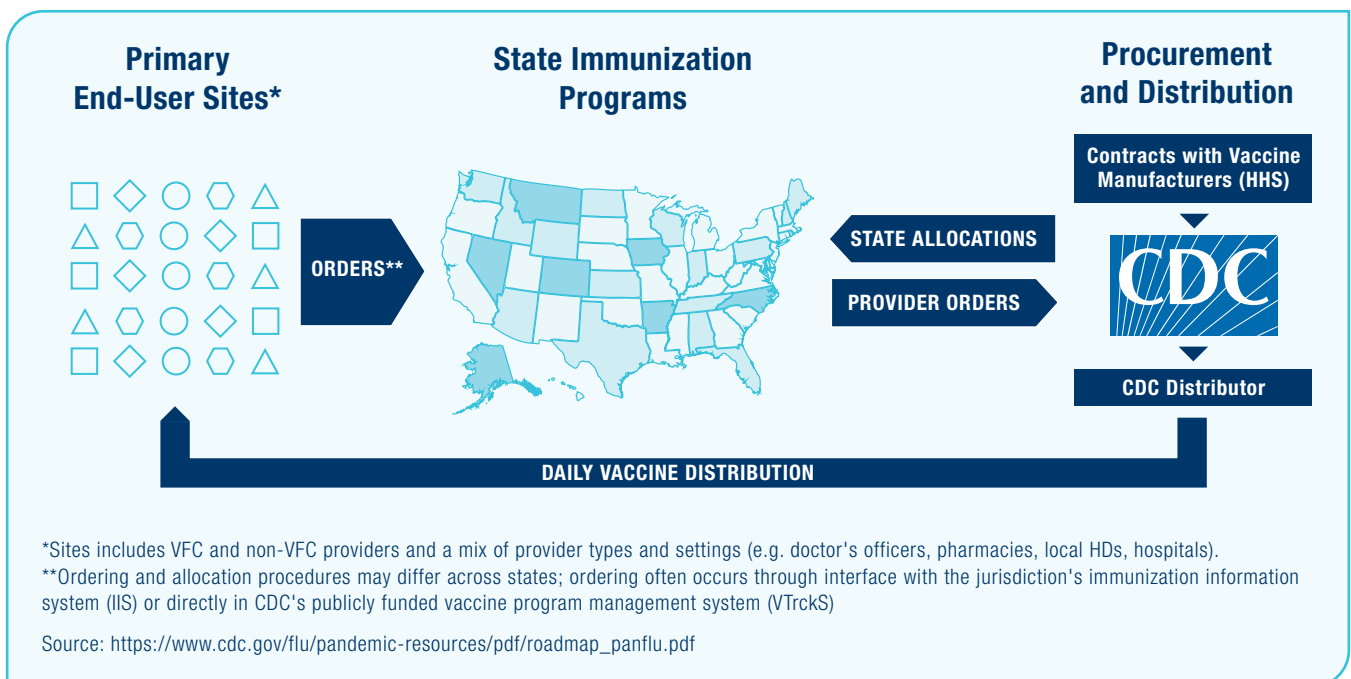 Primary
End-User Sites*
State Immunization
Programs
Procurement
and Distribution
Contracts with Vaccine
Manufacturers (HHS)
ORDERS**
STATE ALLOCATIONS
PROVIDER ORDERS
CDC
CDC Distributor
DAILY VACCINE DISTRIBUTION
*Sites includes VFC and non-VFC providers and a mix of provider types and settings (e.g. doctor's officers, pharmacies, local HDs, hospitals).
**Ordering and allocation procedures may differ across states; ordering often occurs through interface with the jurisdiction's immunization information
system (IIS) or directly in CDC's publicly funded vaccine program management system (VTrckS)
Source: https://www.cdc.gov/flu/pandemic-resources/pdf/roadmap_panflu.pdf